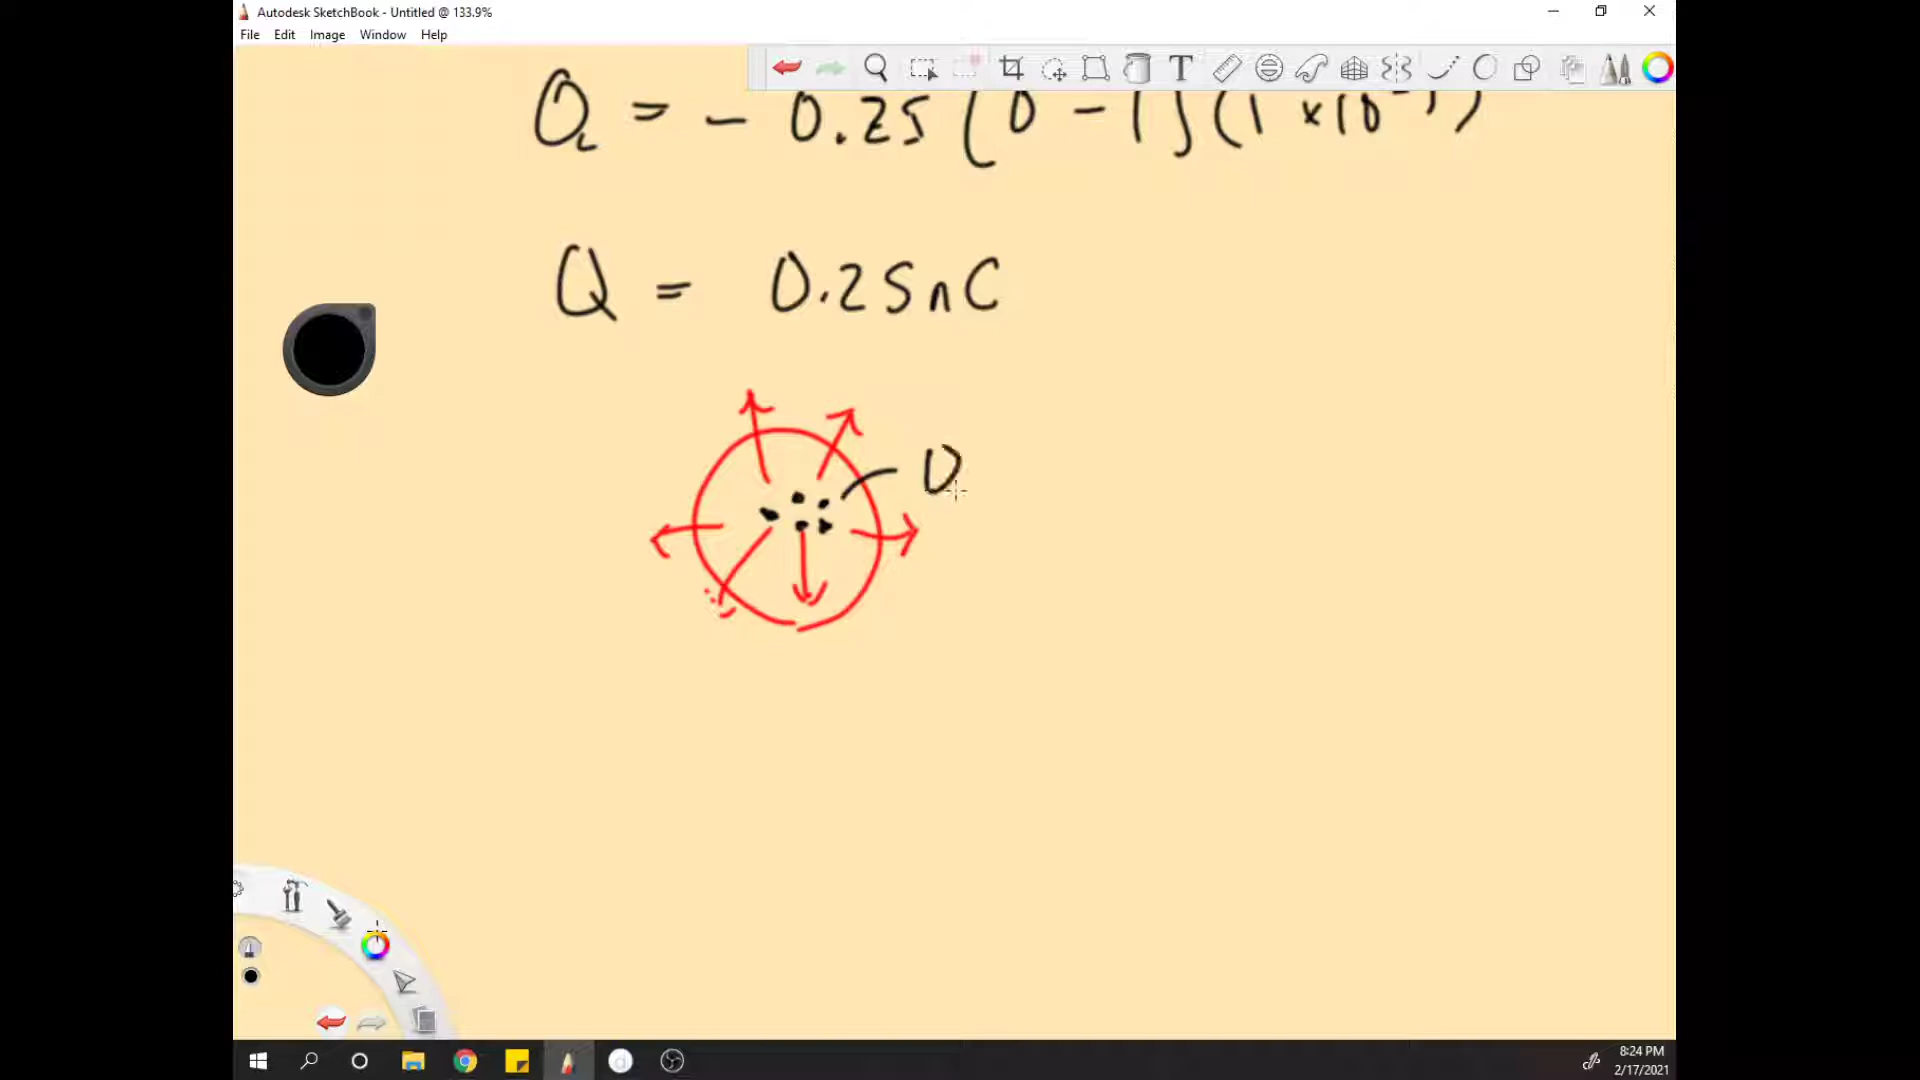 Autodesk SketchBook - Untitled @ 133.9%
File Edit Image Window Help
T
Q = - 0.25 (0 - 1)(1 x10
Q = 0.25nC
0
8:24 PM
2/17/2021